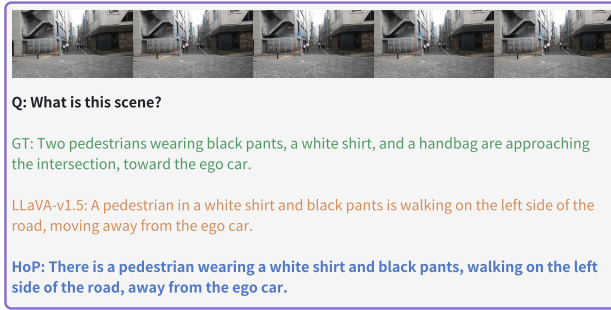 Q: What is this scene?
GT: Two pedestrians wearing black pants, a white shirt, and a handbag are approaching
the intersection, toward the ego car.
LLaVA-v1.5: A pedestrian in a white shirt and black pants is walking on the left side of the
road, moving away from the ego car.
HoP: There is a pedestrian wearing a white shirt and black pants, walking on the left
side of the road, away from the ego car.